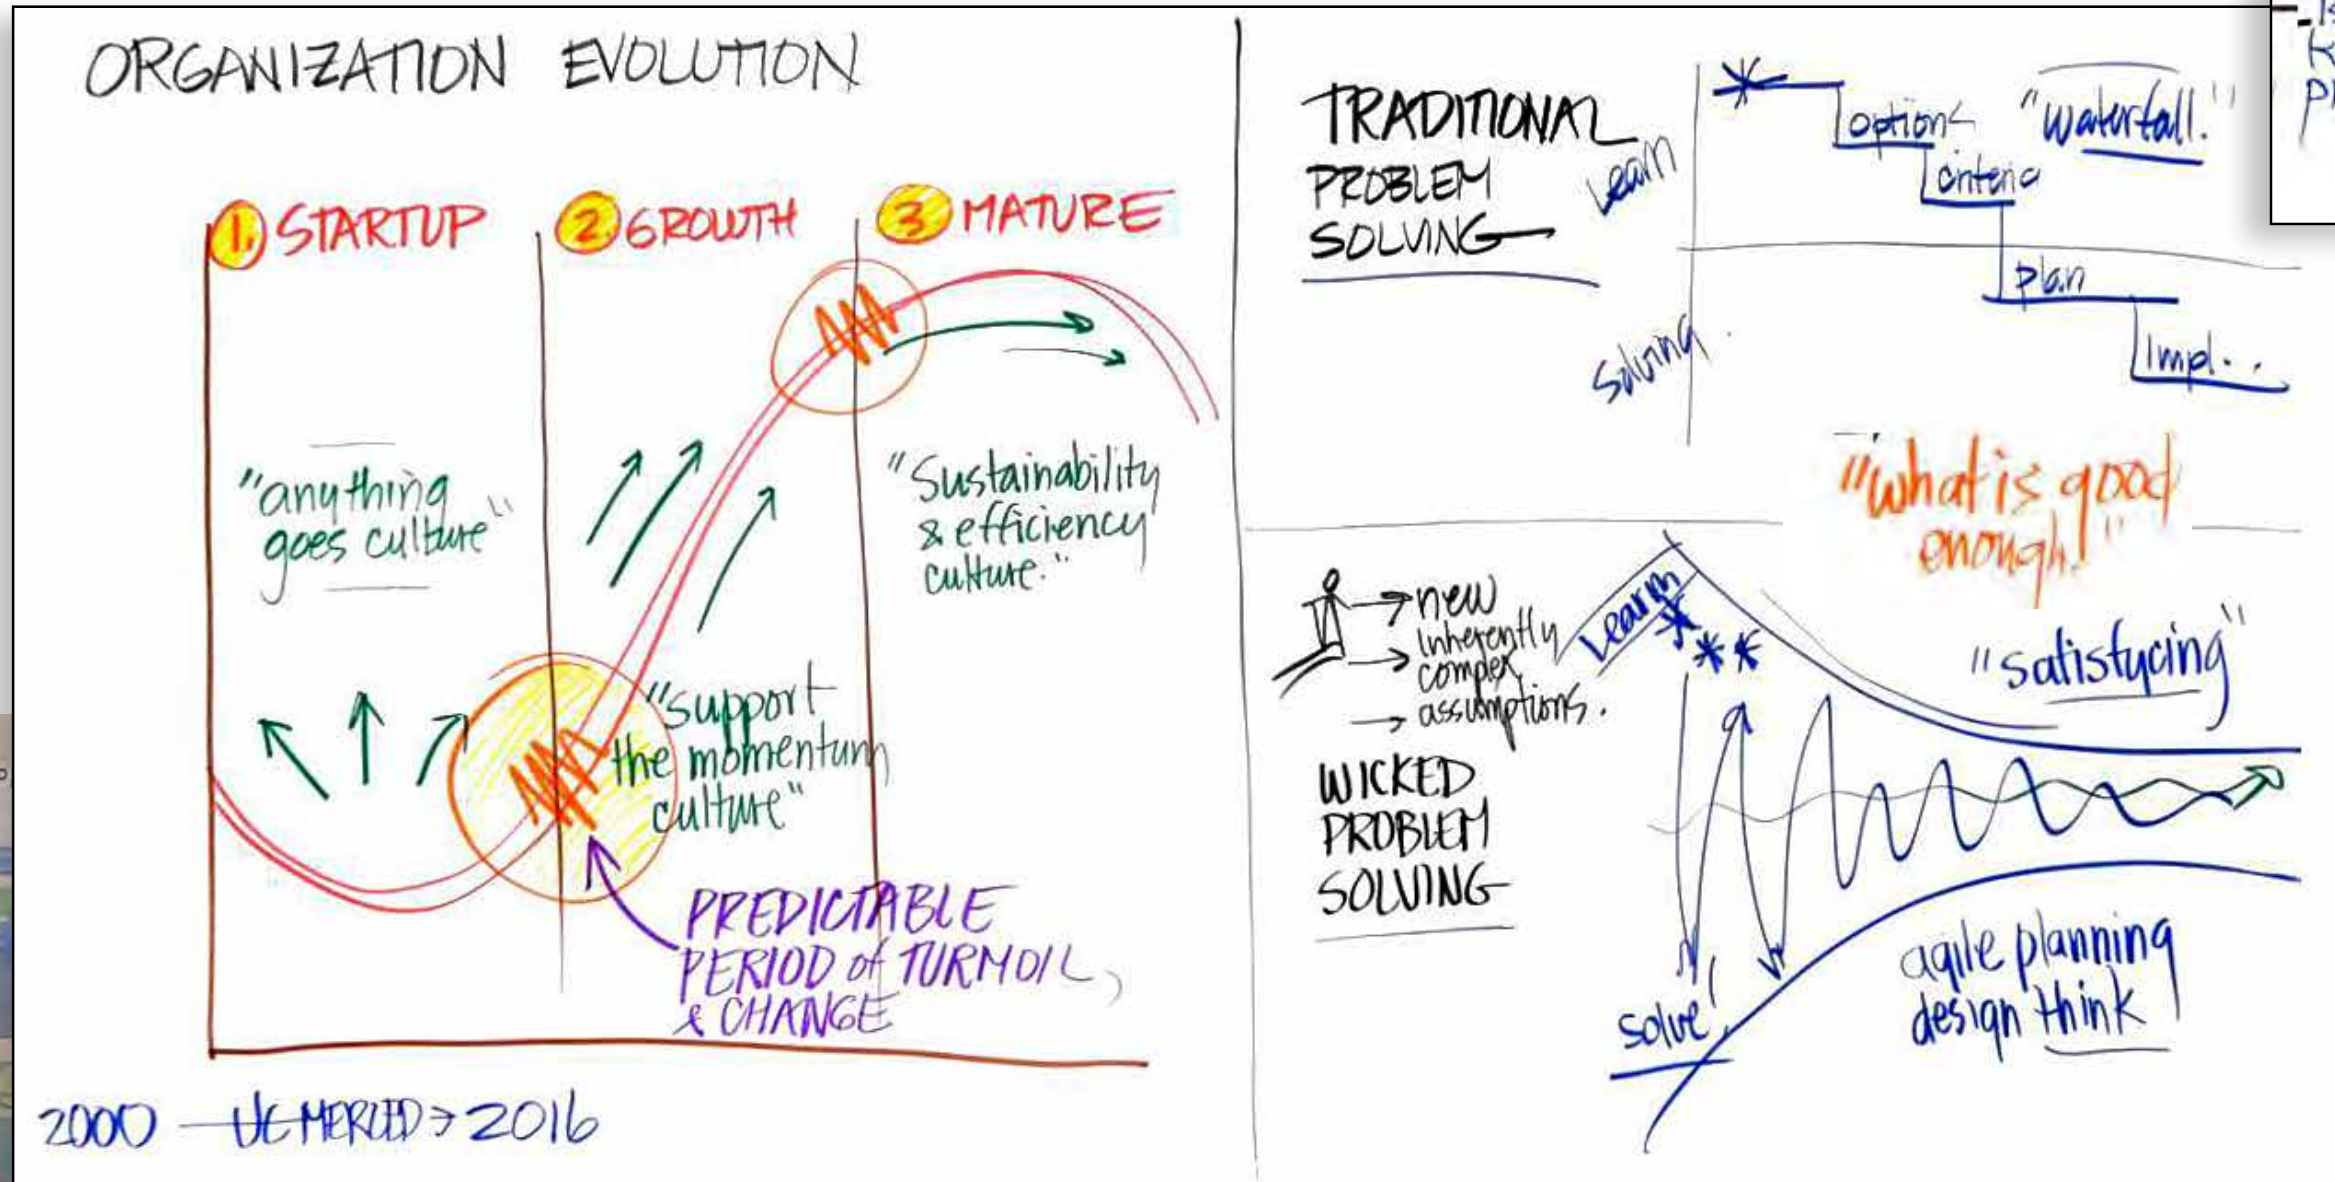 ORGANIZATION EVOLUTION
1. STARTUP
2 GROWTH
3 MATURE
"anything
goes culture"
"Sustainability
& efficiency
culture."
"support
the momentum
culture"
PREDICTABLE
PERIOD of TURMOIL,
& CHANGE
2000 — UC MERCED → 2016
TRADITIONAL
PROBLEM
SOLVING
Learn
Solving
options
criteria
plan
Impl...
"Waterfall."
"what is good
enough!"
→ new
→ inherently
complex
→ assumptions.
WICKED
PROBLEM
SOLVING
Learn
solve!
"satisfycing"
agile planning
design think